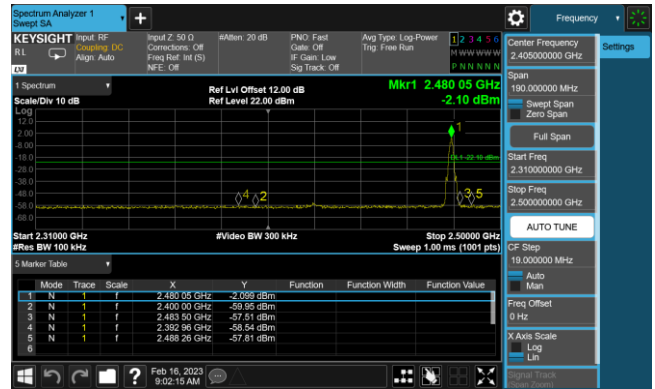 Spectrum Analyzer 1
Swept SA
Frequency
KEYSIGHT
RL
LXI
Input: RF
Coupling: DC
Align: Auto
Input Z: 50 Ω
Corrections: Off
Freq Ref: Int (S)
NFE: Off
#Atten: 20 dB
PNO: Fast
Gate: Off
IF Gain: Low
Sig Track: Off
Avg Type: Log-Power
Trig: Free Run
1 2 3 4 5 6
M W W W W W
P N N N N N
Center Frequency
2.405000000 GHz
Settings
Span
190.000000 MHz
Swept Span
Zero Span
Full Span
Start Freq
2.310000000 GHz
Stop Freq
2.500000000 GHz
AUTO TUNE
CF Step
19.000000 MHz
Auto
Man
Freq Offset
0 Hz
X Axis Scale
Log
Lin
Signal Track
(Span Zoom)
1 Spectrum
Scale/Div 10 dB
Ref Lvl Offset 12.00 dB
Ref Level 22.00 dBm
Mkr1 2.480 05 GHz
-2.10 dBm
Log
12.0
2.00
-8.00
-18.0
-28.0
-38.0
-48.0
-58.0
-68.0
1
DL1 -22.10 dBm
4
2
3
5
Start 2.31000 GHz
#Res BW 100 kHz
#Video BW 300 kHz
Stop 2.50000 GHz
Sweep 1.00 ms (1001 pts)
5 Marker Table
Mode Trace Scale X Y Function Function Width Function Value
1 N 1 f 2.480 05 GHz -2.099 dBm
2 N 1 f 2.400 00 GHz -59.95 dBm
3 N 1 f 2.483 50 GHz -57.51 dBm
4 N 1 f 2.392 96 GHz -58.54 dBm
5 N 1 f 2.488 26 GHz -57.81 dBm
6
?
Feb 16, 2023
9:02:15 AM